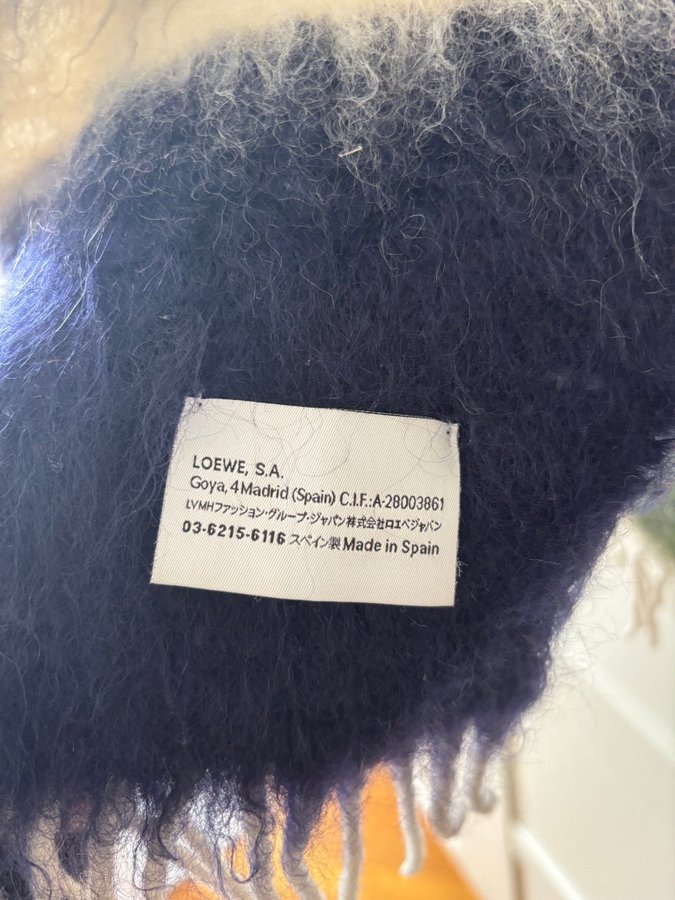 LOEWE, S.A.
Goya, 4 Madrid (Spain) C.I.F.:A-28003861
LVMHファッション・グループ・ジャパン株式会社ロエベジャパン
03-6215-6116 スペイン製 Made in Spain